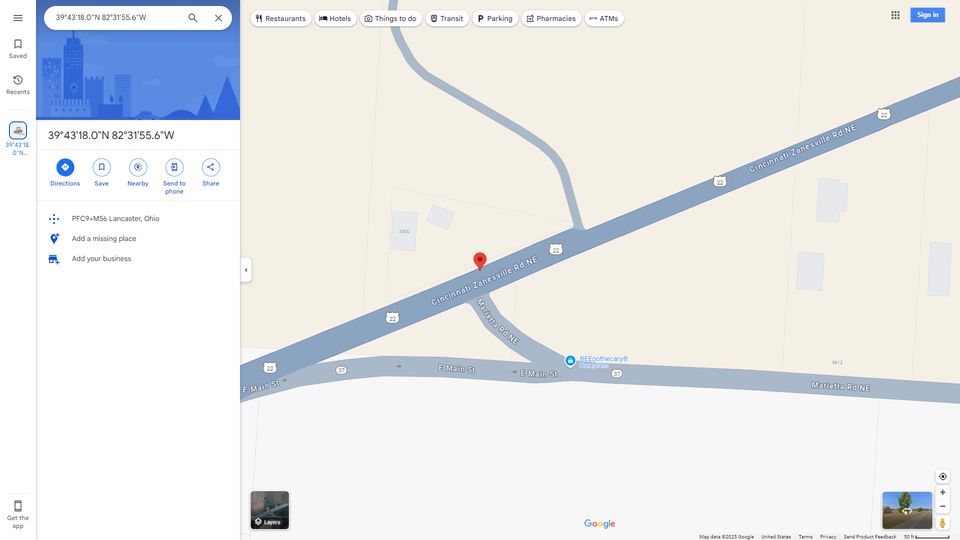 39°43'18.0"N 82°31'55.6"W
Restaurants
Hotels
Things to do
Transit
Parking
Pharmacies
ATMs
Sign in
Saved
Recents
39°43'18.
0"N...
39°43'18.0"N 82°31'55.6"W
Directions
Save
Nearby
Send to
phone
Share
PFC9+M56 Lancaster, Ohio
Add a missing place
Add your business
22
Cincinnati Zanesville Rd NE
22
3500
22
Cincinnati Zanesville Rd NE
22
Marietta Rd NE
22
E Main St
37
E Main St
E Main St
BEEpothecary®
37
3612
Marietta Rd NE
Get the
app
Layers
Google
Map data ©2025 Google
United States
Terms
Privacy
Send Product Feedback
50 ft